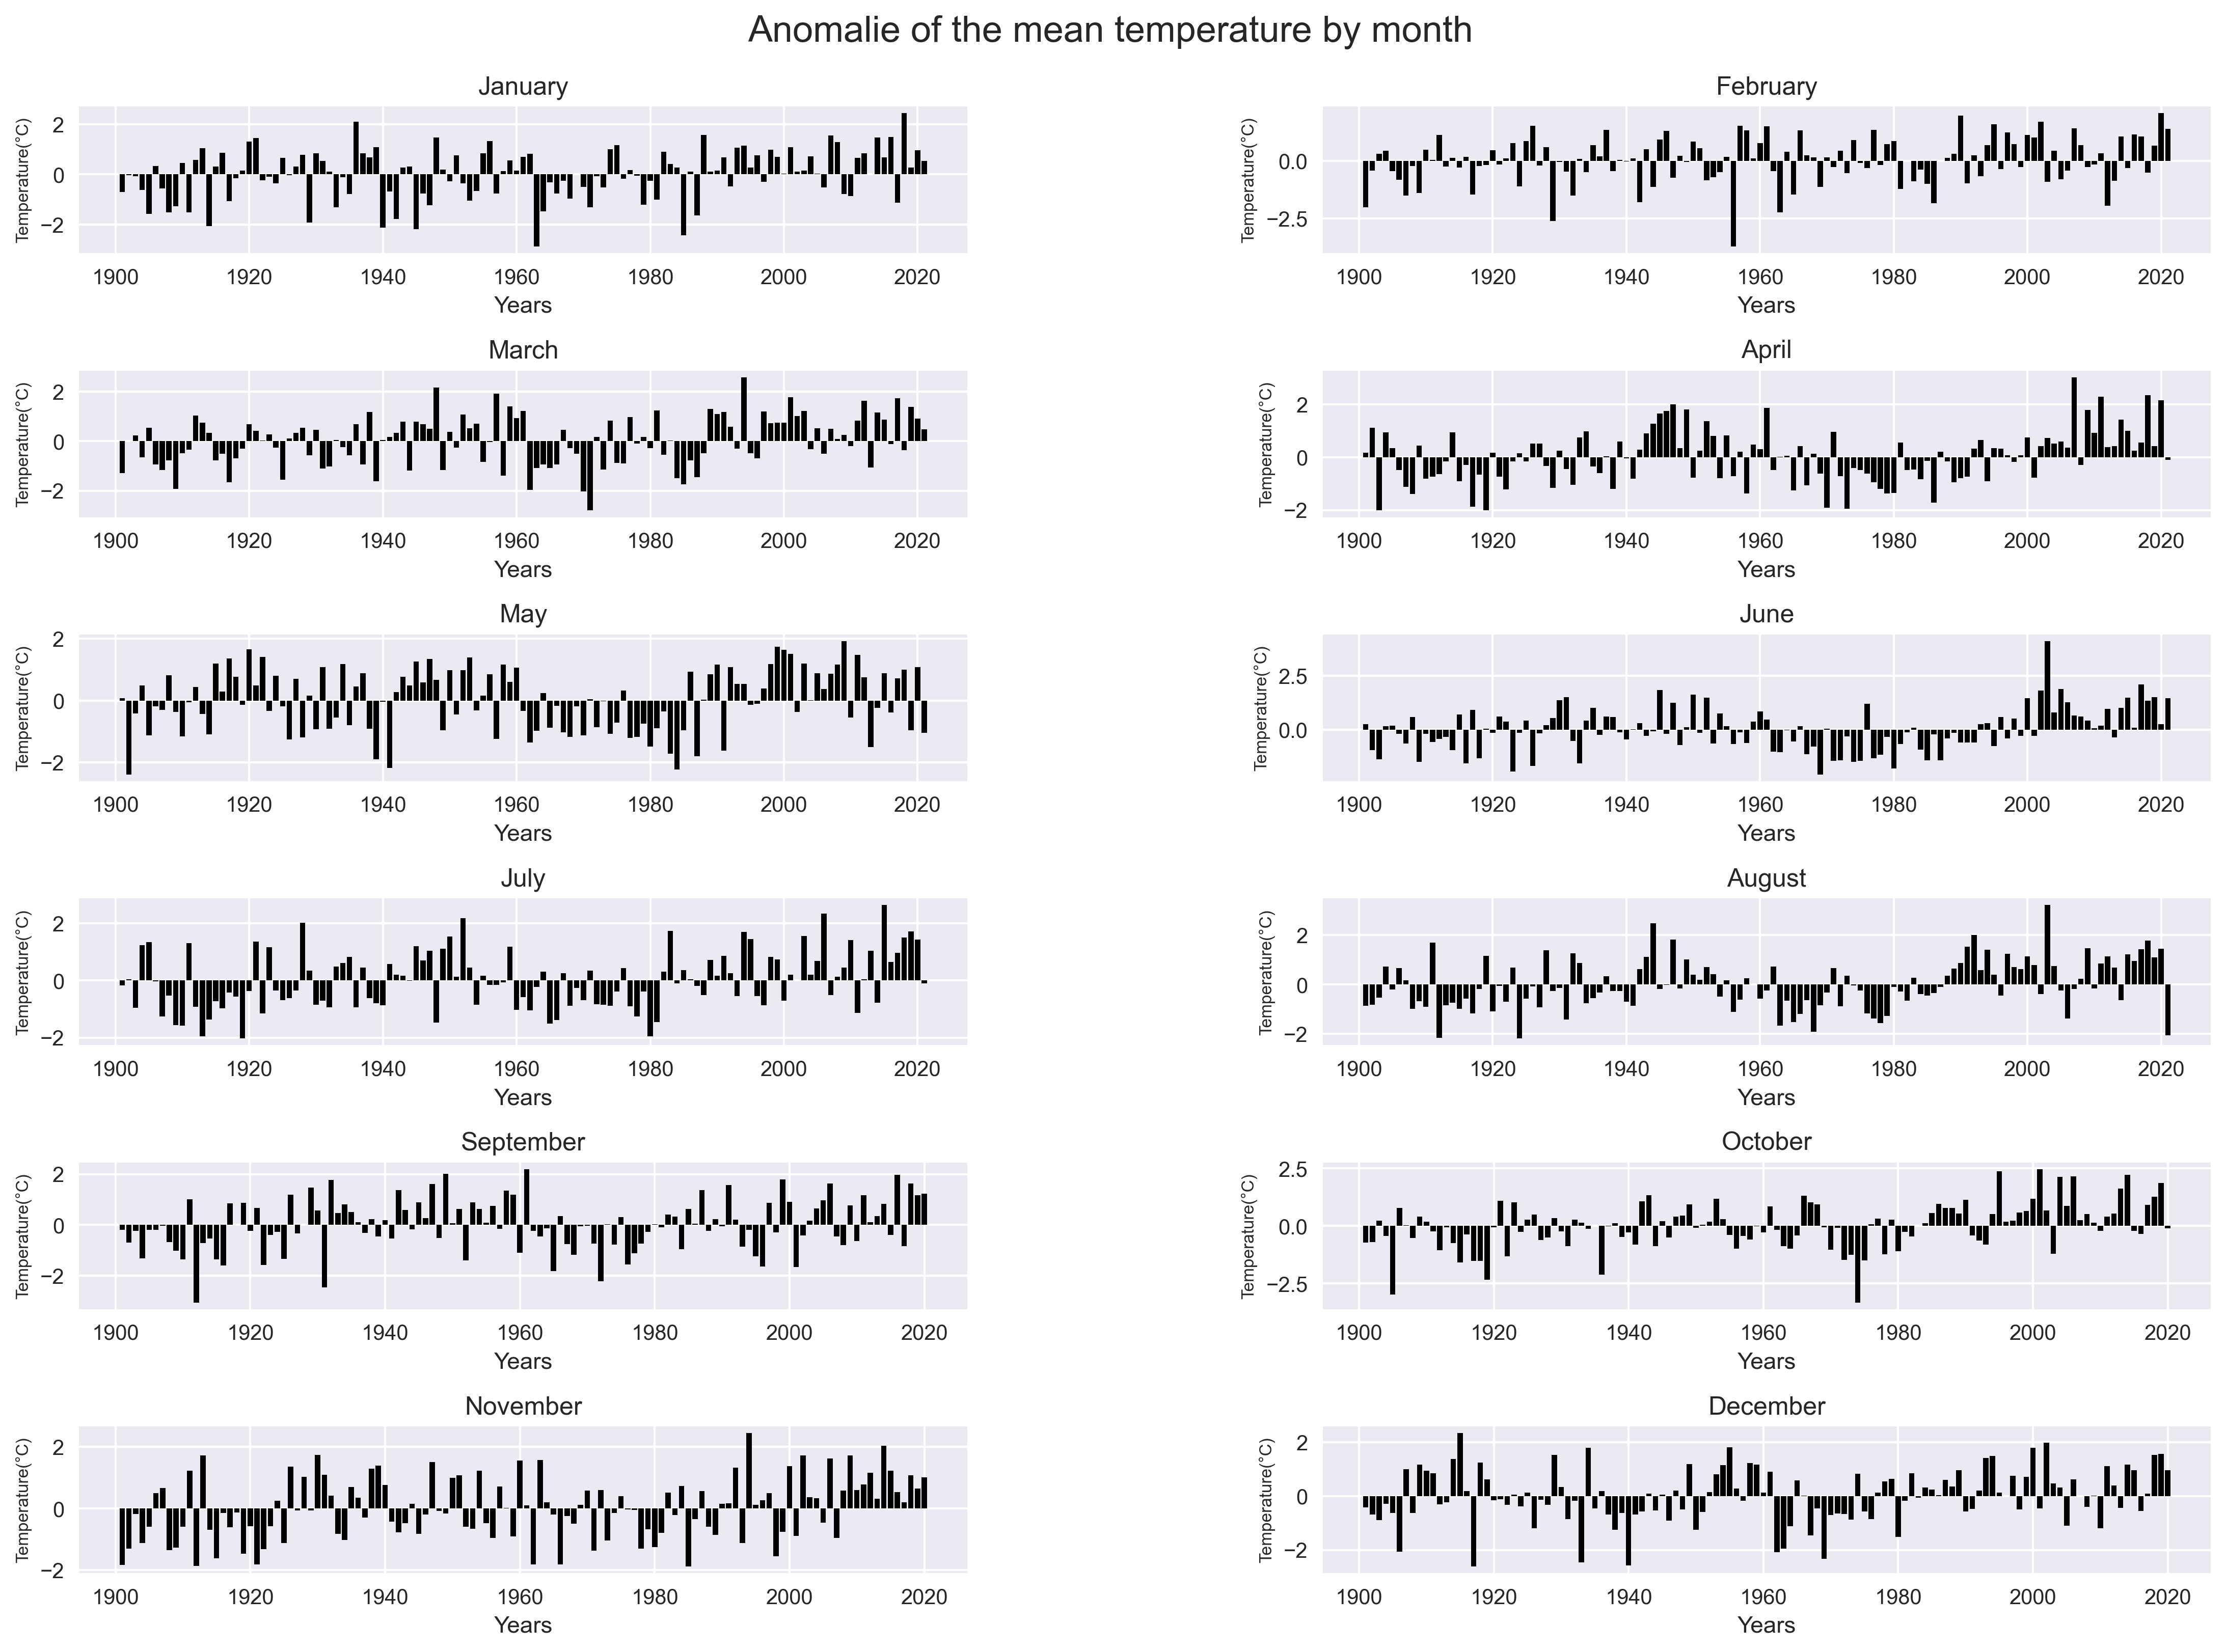 Anomalie of the mean temperature by month
January
Temperature(°C)
2
0
−2
1900 1920 1940 1960 1980 2000 2020
Years
February
Temperature(°C)
0.0
−2.5
1900 1920 1940 1960 1980 2000 2020
Years
March
Temperature(°C)
2
0
−2
1900 1920 1940 1960 1980 2000 2020
Years
April
Temperature(°C)
2
0
−2
1900 1920 1940 1960 1980 2000 2020
Years
May
Temperature(°C)
2
0
−2
1900 1920 1940 1960 1980 2000 2020
Years
June
Temperature(°C)
2.5
0.0
1900 1920 1940 1960 1980 2000 2020
Years
July
Temperature(°C)
2
0
−2
1900 1920 1940 1960 1980 2000 2020
Years
August
Temperature(°C)
2
0
−2
1900 1920 1940 1960 1980 2000 2020
Years
September
Temperature(°C)
2
0
−2
1900 1920 1940 1960 1980 2000 2020
Years
October
Temperature(°C)
2.5
0.0
−2.5
1900 1920 1940 1960 1980 2000 2020
Years
November
Temperature(°C)
2
0
−2
1900 1920 1940 1960 1980 2000 2020
Years
December
Temperature(°C)
2
0
−2
1900 1920 1940 1960 1980 2000 2020
Years